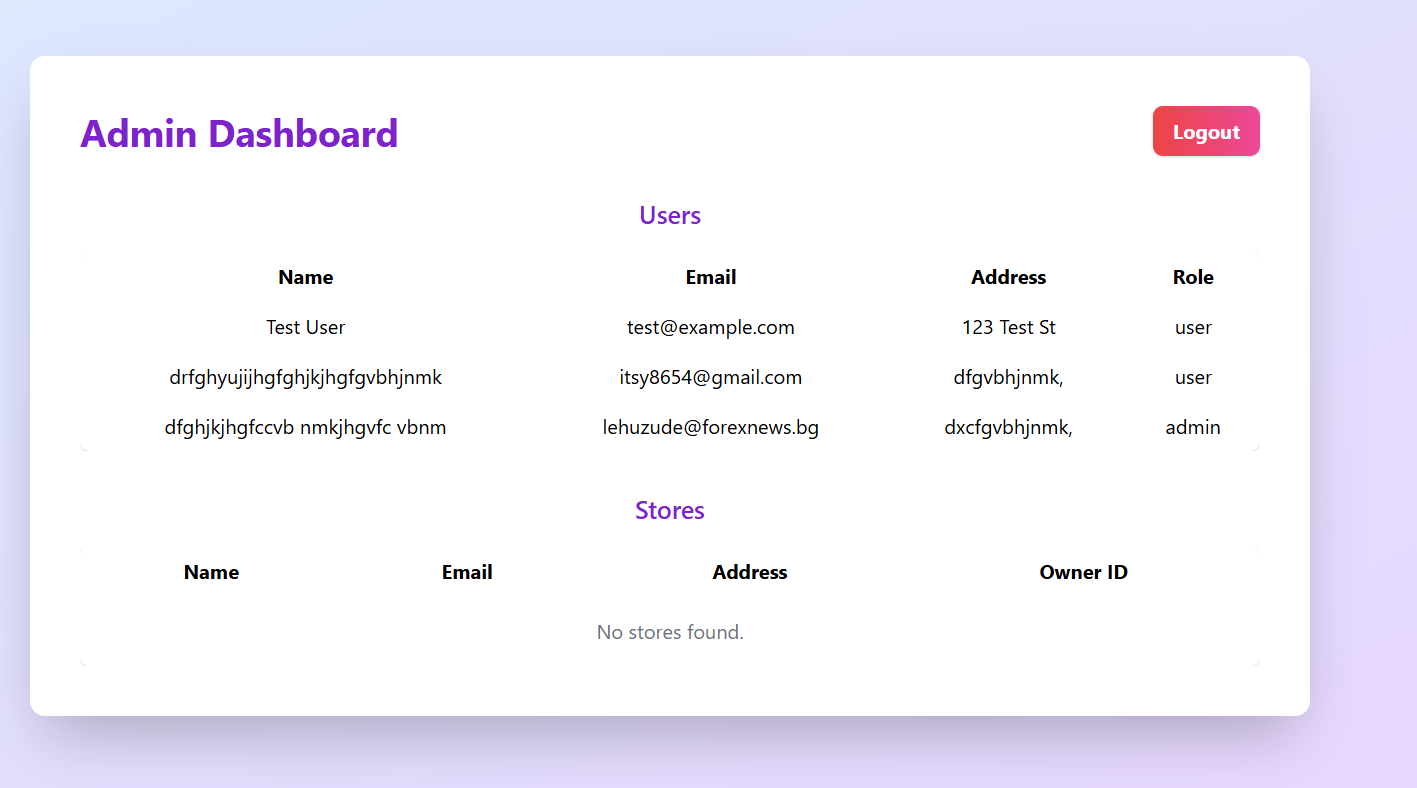 Admin Dashboard
Logout
Users
Name Email Address Role
Test User test@example.com 123 Test St user
drfghyujijhgfghjkjhgfgvbhjnmk itsy8654@gmail.com dfgvbhjnmk, user
dfghjkjhgfccvb nmkjhgvfc vbnm lehuzude@forexnews.bg dxcfgvbhjnmk, admin
Stores
Name Email Address Owner ID
No stores found.